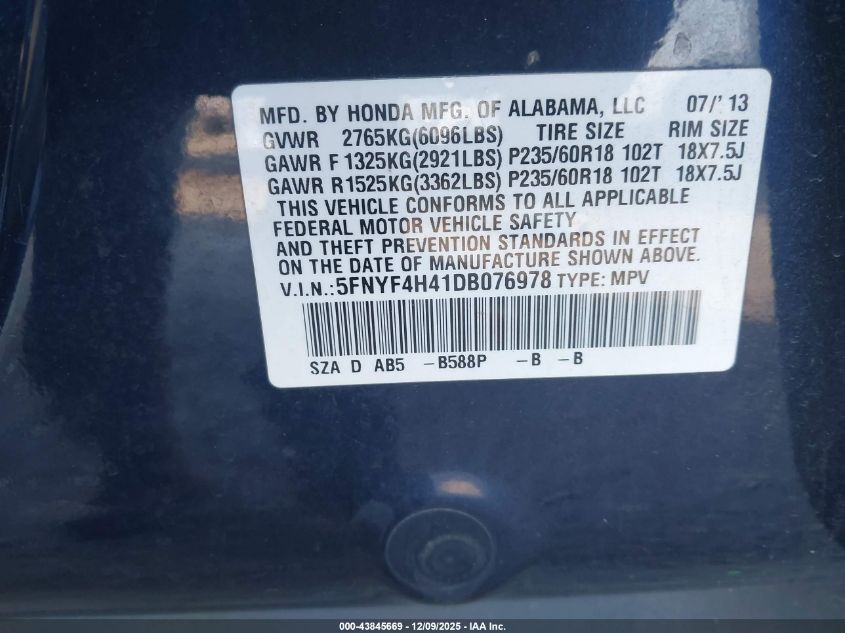 MFD. BY HONDA MFG. OF ALABAMA, LLC 07/'13
GVWR 2765KG(6096LBS) TIRE SIZE RIM SIZE
GAWR F 1325KG(2921LBS) P235/60R18 102T 18X7.5J
GAWR R1525KG(3362LBS) P235/60R18 102T 18X7.5J
THIS VEHICLE CONFORMS TO ALL APPLICABLE
FEDERAL MOTOR VEHICLE SAFETY
AND THEFT PREVENTION STANDARDS IN EFFECT
ON THE DATE OF MANUFACTURE SHOWN ABOVE.
V.I.N.:5FNYF4H41DB076978 TYPE: MPV
SZA D AB5 -B588P -B -B
000-43845669 - 12/09/2025 - IAA Inc.